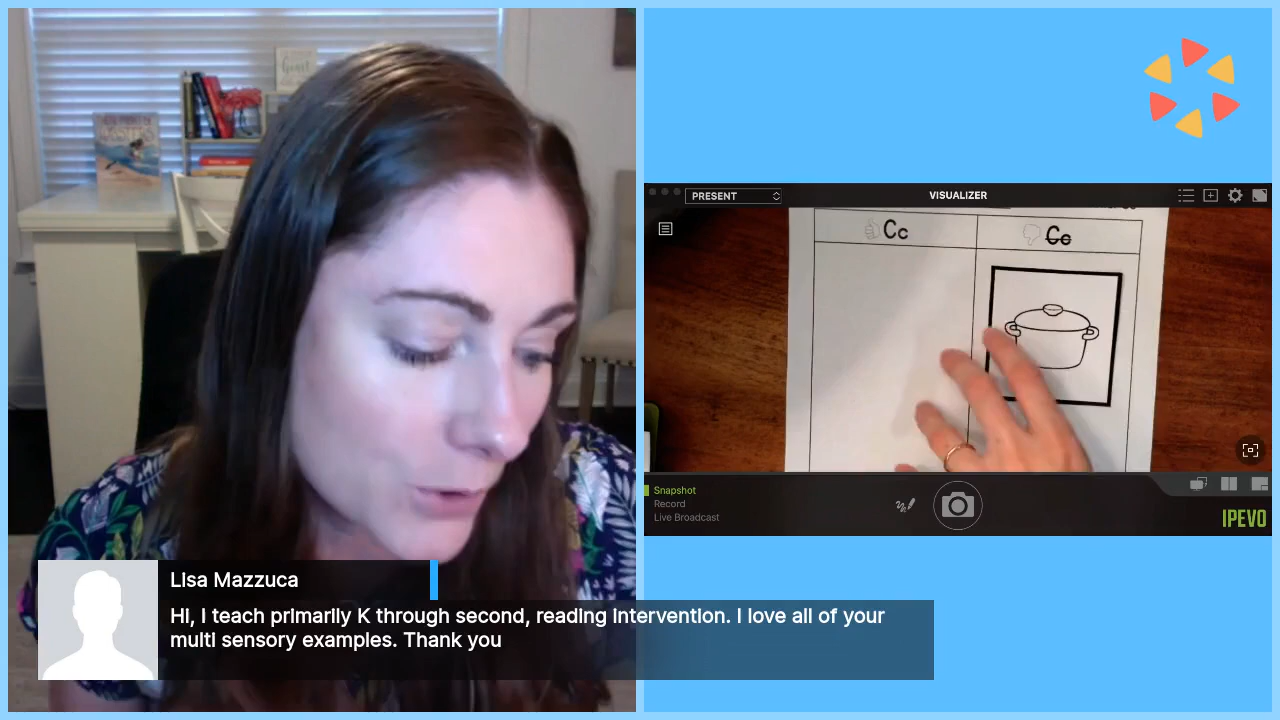 PRESENT
VISUALIZER
Cc
Cc
Snapshot
Record
Live Broadcast
IPEVO
Lisa Mazzuca
Hi, I teach primarily K through second, reading intervention. I love all of your
multi sensory examples. Thank you